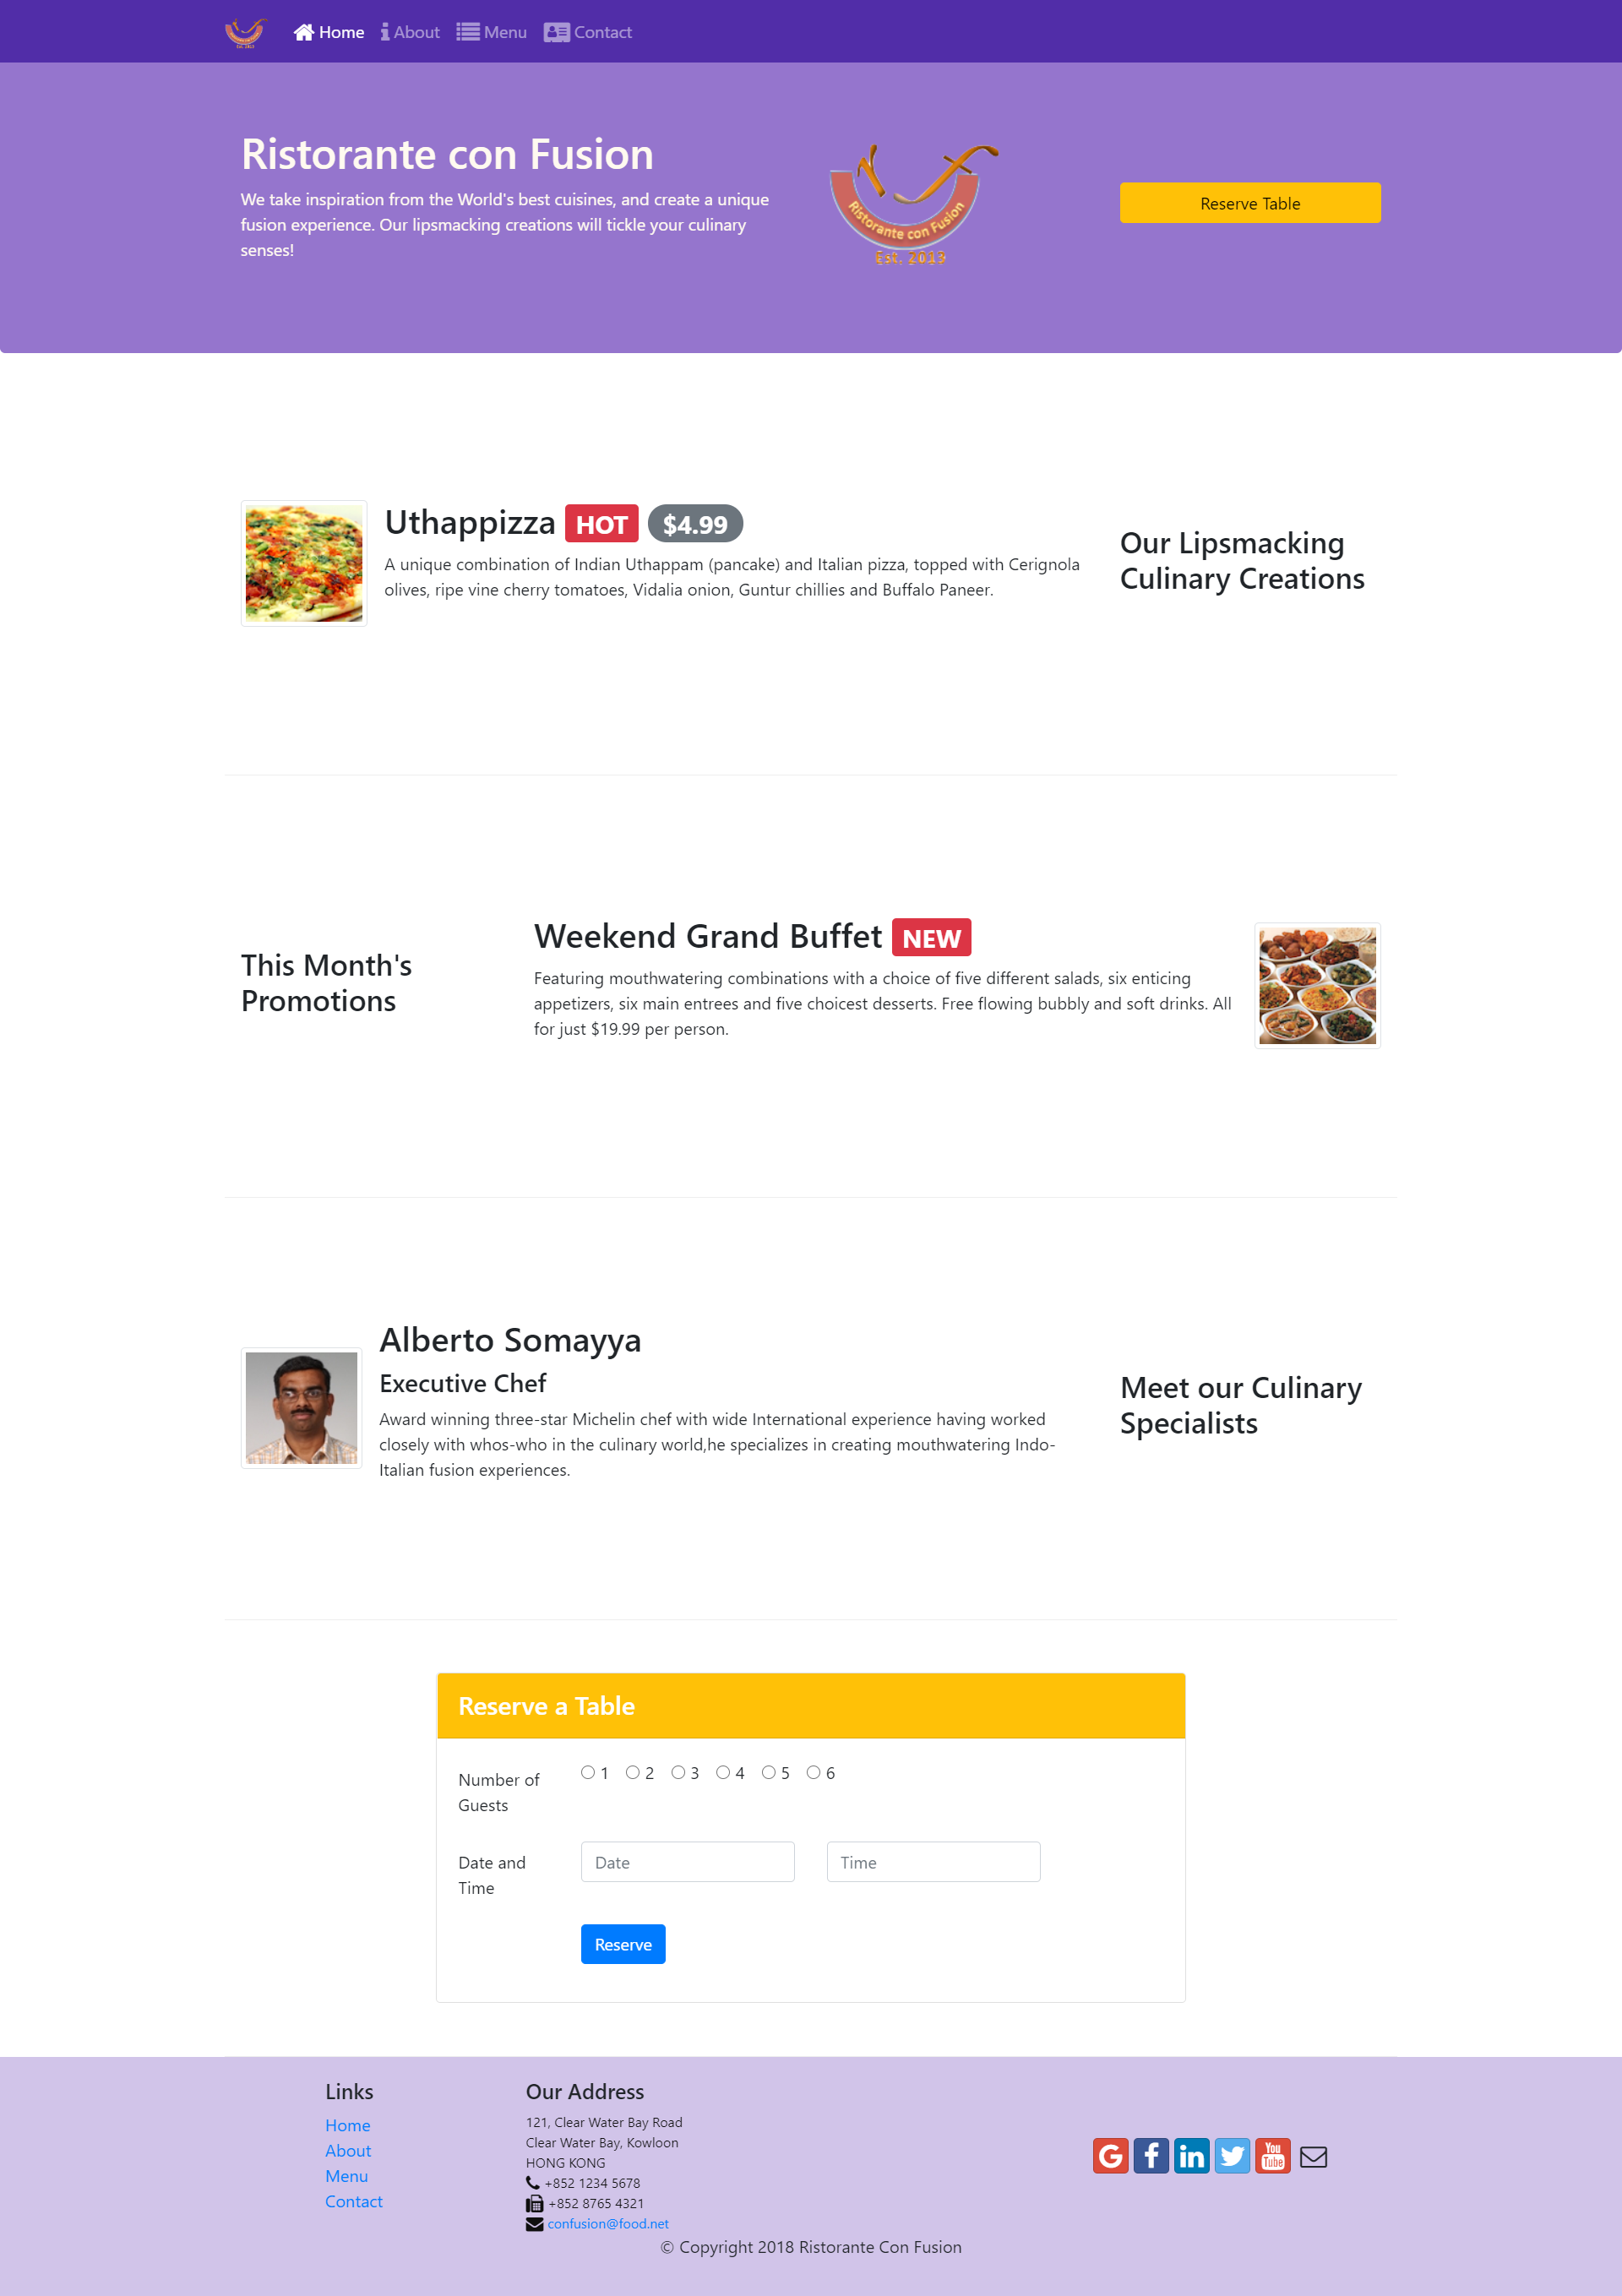 Home About Menu Contact
Ristorante con Fusion
We take inspiration from the World's best cuisines, and create a unique
fusion experience. Our lipsmacking creations will tickle your culinary
senses!
Ristorante con Fusion
Est. 2013
Reserve Table
Uthappizza HOT $4.99
A unique combination of Indian Uthappam (pancake) and Italian pizza, topped with Cerignola
olives, ripe vine cherry tomatoes, Vidalia onion, Guntur chillies and Buffalo Paneer.
Our Lipsmacking
Culinary Creations
This Month's
Promotions
Weekend Grand Buffet NEW
Featuring mouthwatering combinations with a choice of five different salads, six enticing
appetizers, six main entrees and five choicest desserts. Free flowing bubbly and soft drinks. All
for just $19.99 per person.
Alberto Somayya
Executive Chef
Award winning three-star Michelin chef with wide International experience having worked
closely with whos-who in the culinary world,he specializes in creating mouthwatering Indo-
Italian fusion experiences.
Meet our Culinary
Specialists
Reserve a Table
Number of
Guests
1 2 3 4 5 6
Date and
Time
Date
Time
Reserve
Links
Home
About
Menu
Contact
Our Address
121, Clear Water Bay Road
Clear Water Bay, Kowloon
HONG KONG
+852 1234 5678
+852 8765 4321
confusion@food.net
You Tube
© Copyright 2018 Ristorante Con Fusion